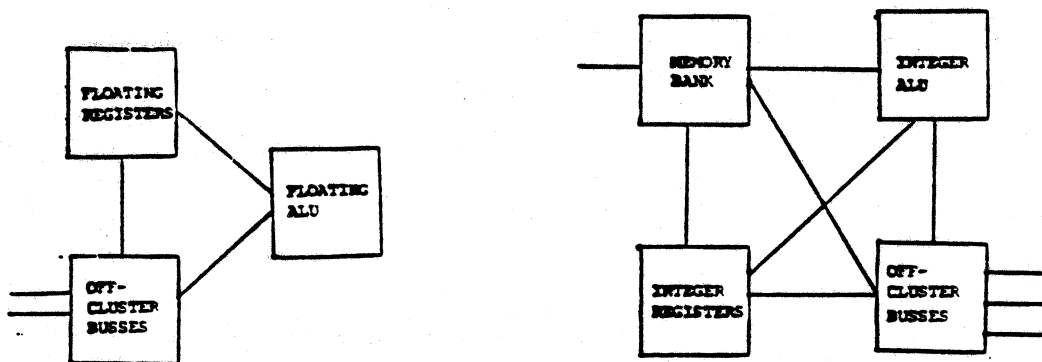 FLOATING
REGISTERS
FLOATING
ALU
OFF-
CLUSTER
BUSSES
MEMORY
BANK
INTEGER
ALU
INTEGER
REGISTERS
OFF-
CLUSTER
BUSSES